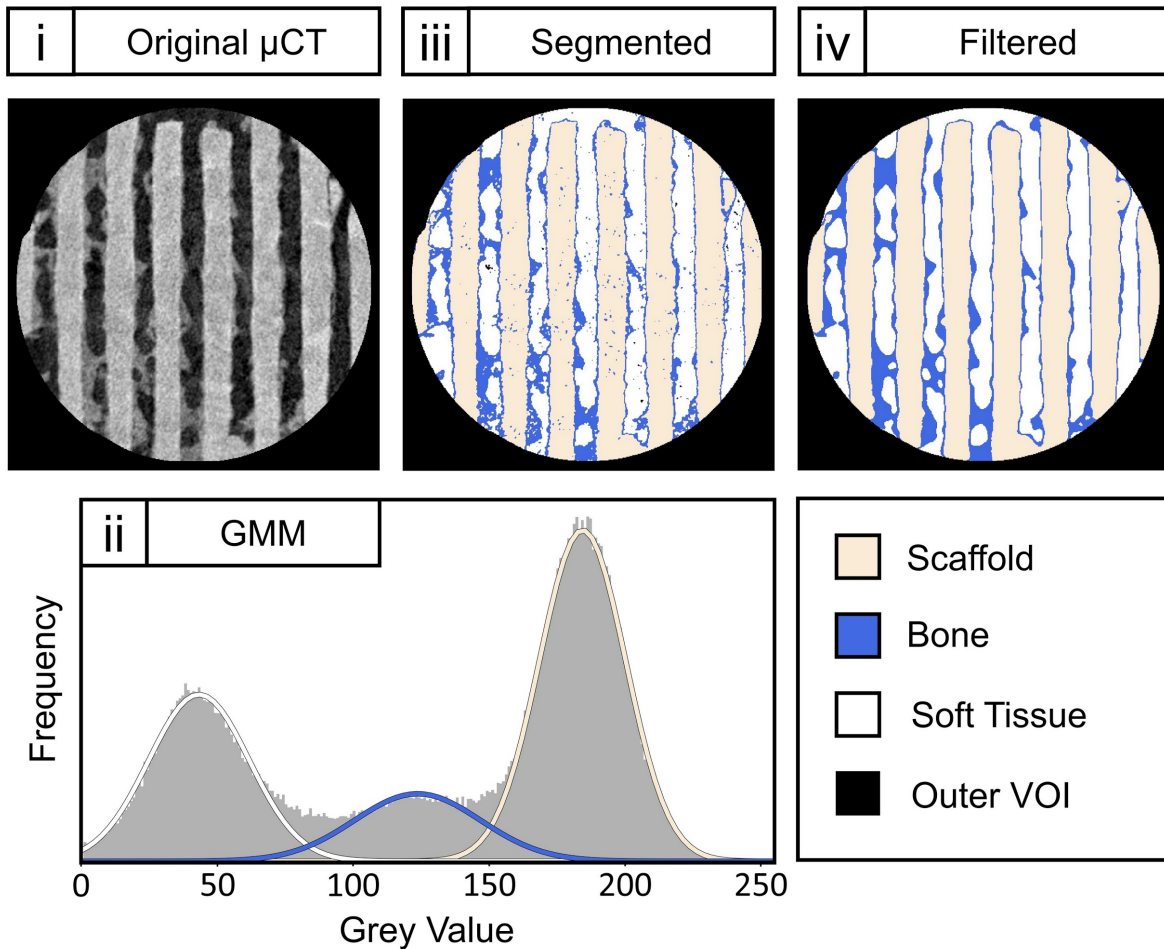 i Original µCT
iii Segmented
iv Filtered
ii GMM
Frequency
0 50 100 150 200 250
Grey Value
Scaffold
Bone
Soft Tissue
Outer VOI